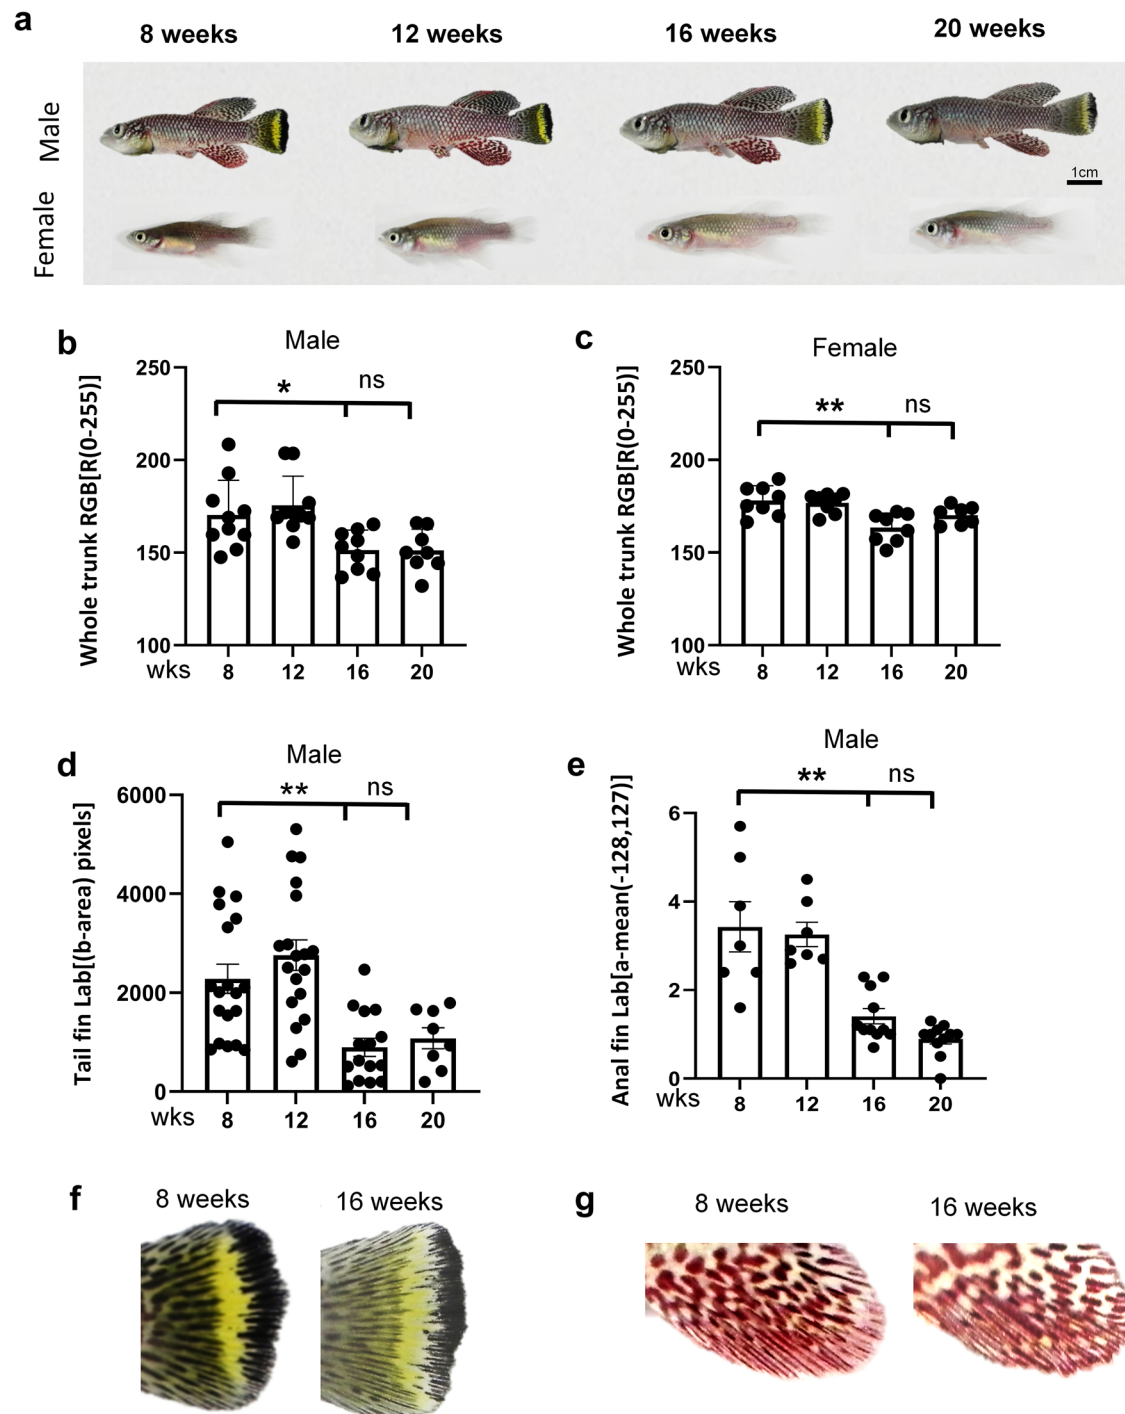 a
8 weeks 12 weeks 16 weeks 20 weeks
Male
1cm
Female
b
Male
Whole trunk RGB[R(0-255)]
250
200
150
100
* ns
wks 8 12 16 20
c
Female
Whole trunk RGB[R(0-255)]
250
200
150
100
** ns
wks 8 12 16 20
d
Male
Tail fin Lab[(b-area) pixels]
6000
4000
2000
0
** ns
wks 8 12 16 20
e
Male
Anal fin Lab[a-mean(-128,127)]
6
4
2
0
** ns
wks 8 12 16 20
f
8 weeks 16 weeks
g
8 weeks 16 weeks